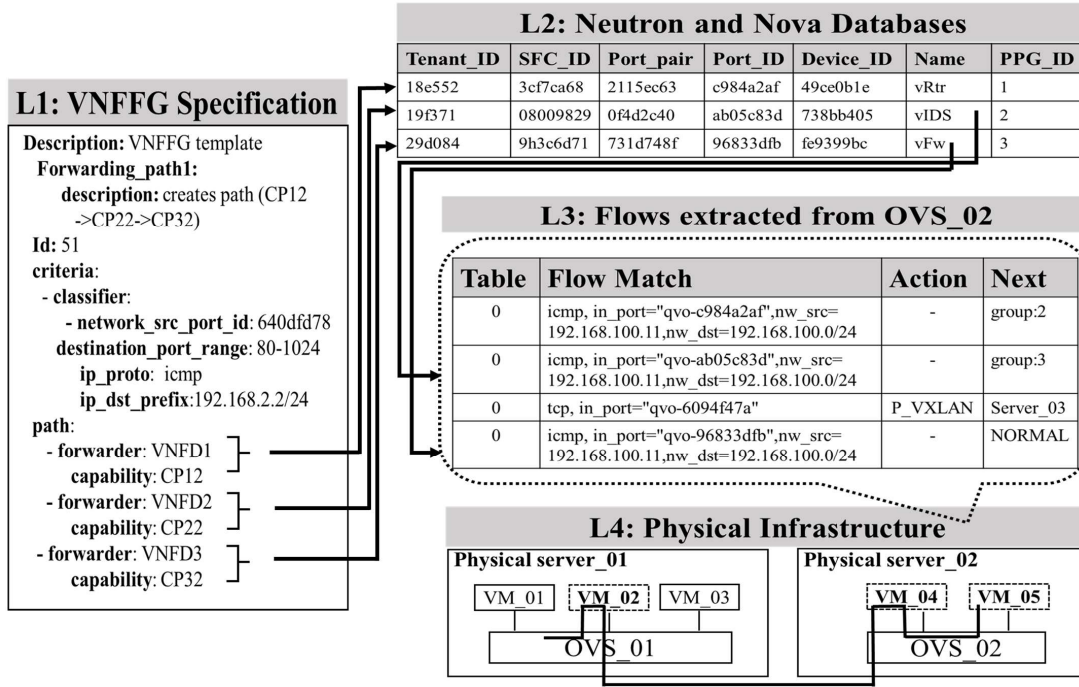 L1: VNFFG Specification
Description: VNFFG template
Forwarding_path1:
description: creates path (CP12
->CP22->CP32)
Id: 51
criteria:
- classifier:
- network_src_port_id: 640dfd78
destination_port_range: 80-1024
ip_proto: icmp
ip_dst_prefix:192.168.2.2/24
path:
- forwarder: VNFD1
capability: CP12
- forwarder: VNFD2
capability: CP22
- forwarder: VNFD3
capability: CP32
L2: Neutron and Nova Databases
Tenant_ID SFC_ID Port_pair Port_ID Device_ID Name PPG_ID
18e552 3cf7ca68 2115ec63 c984a2af 49ce0b1e vRtr 1
19f371 08009829 0f4d2c40 ab05c83d 738bb405 vIDS 2
29d084 9h3c6d71 731d748f 96833dfb fe9399bc vFw 3
L3: Flows extracted from OVS_02
Table Flow Match Action Next
0 icmp, in_port="qvo-c984a2af",nw_src= - group:2
192.168.100.11,nw_dst=192.168.100.0/24
0 icmp, in_port="qvo-ab05c83d",nw_src= - group:3
192.168.100.11,nw_dst=192.168.100.0/24
0 tcp, in_port="qvo-6094f47a" P_VXLAN Server_03
0 icmp, in_port="qvo-96833dfb",nw_src= - NORMAL
192.168.100.11,nw_dst=192.168.100.0/24
L4: Physical Infrastructure
Physical server_01
VM_01 VM_02 VM_03
OVS_01
Physical server_02
VM_04 VM_05
OVS_02